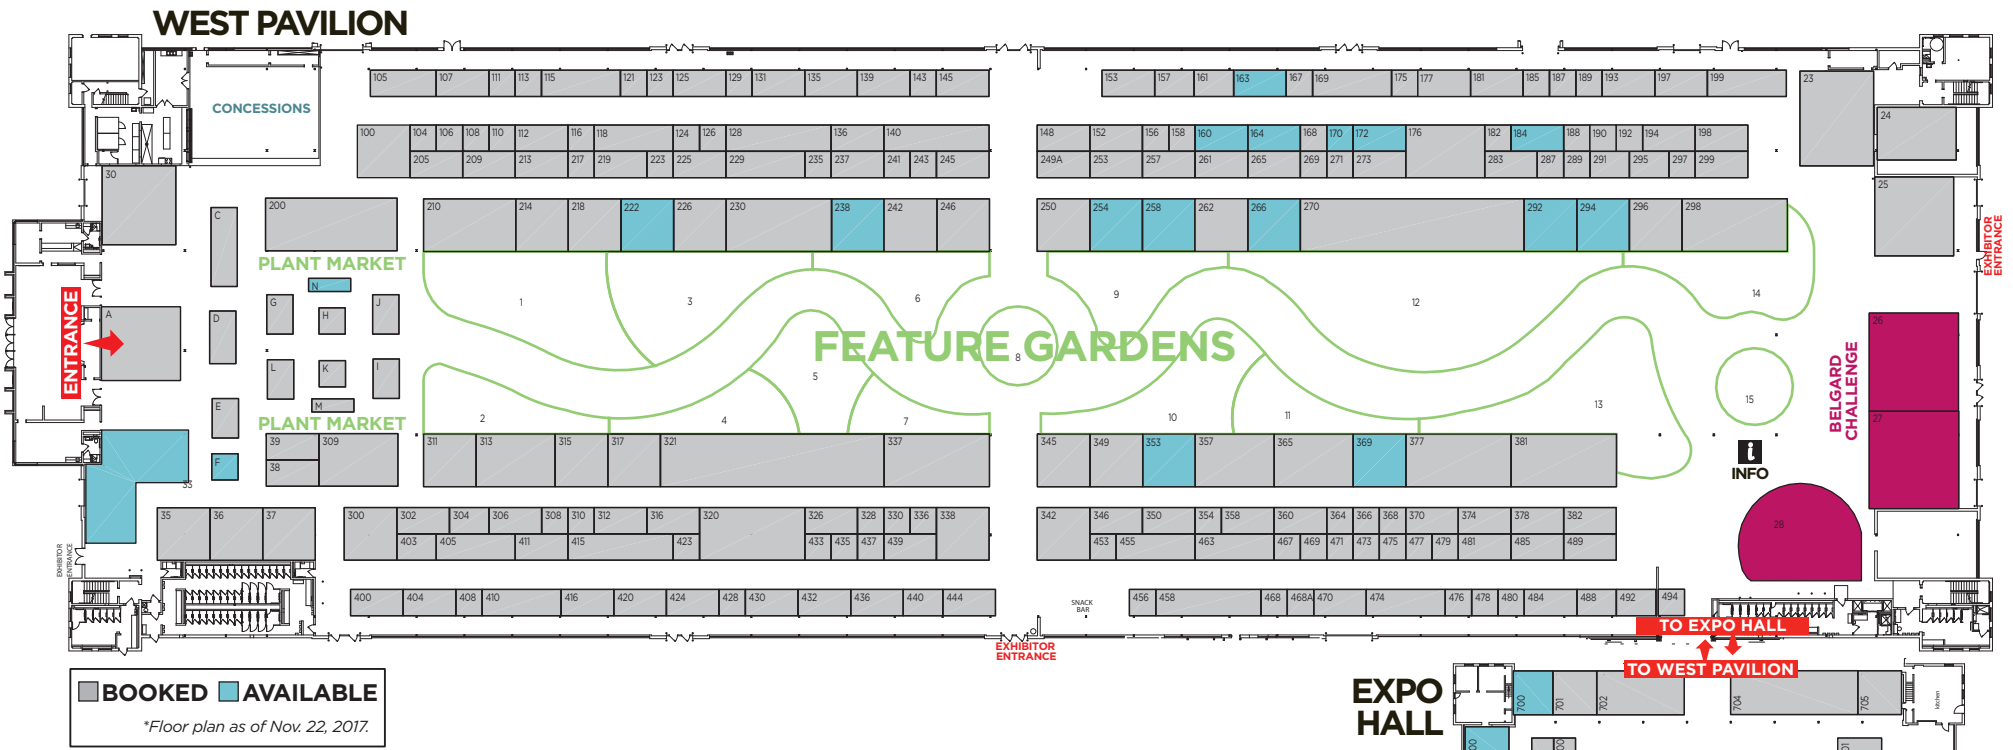 WEST PAVILION
CONCESSIONS
105 107 111 113 115 121 123 125 129 131 135 139 143 145
153 157 161 163 167 169 175 177 181 185 187 189 193 197 199
23
24
25
100 104 106 108 110 112 116 118 124 126 128 136 140
205 209 213 217 219 223 225 229 235 237 241 243 245
148 152 156 158 160 164 168 170 172 176 182 184 188 190 192 194 198
249A 253 257 261 265 269 271 273 283 287 289 291 295 297 299
30
C
200
210 214 218 222 226 230 238 242 246
250 254 258 262 266 270 292 294 296 298
EXHIBITOR
ENTRANCE
PLANT MARKET
N
G H J
D
A
ENTRANCE
L K I
M
E
PLANT MARKET
1 3 6 9 12 14
FEATURE GARDENS
8
5
2 4 7 10 11 13 15
26
27
BELGARD
CHALLENGE
INFO
28
F
33
39 309
38
311 313 315 317 321 337
345 349 353 357 365 369 377 381
35 36 37
300 302 304 306 308 310 312 316 320 326 328 330 336 338
403 405 411 415 423 433 435 437 439
342 346 350 354 358 360 364 366 368 370 374 378 382
453 455 463 467 469 471 473 475 477 479 481 485 489
EXHIBITOR
ENTRANCE
400 404 408 410 416 420 424 428 430 432 436 440 444
SNACK
BAR
456 458 468 468A 470 474 476 478 480 484 488 492 494
EXHIBITOR
ENTRANCE
TO EXPO HALL
TO WEST PAVILION
BOOKED AVAILABLE
*Floor plan as of Nov. 22, 2017.
EXPO
HALL
700 701 702 704 705
kitchen